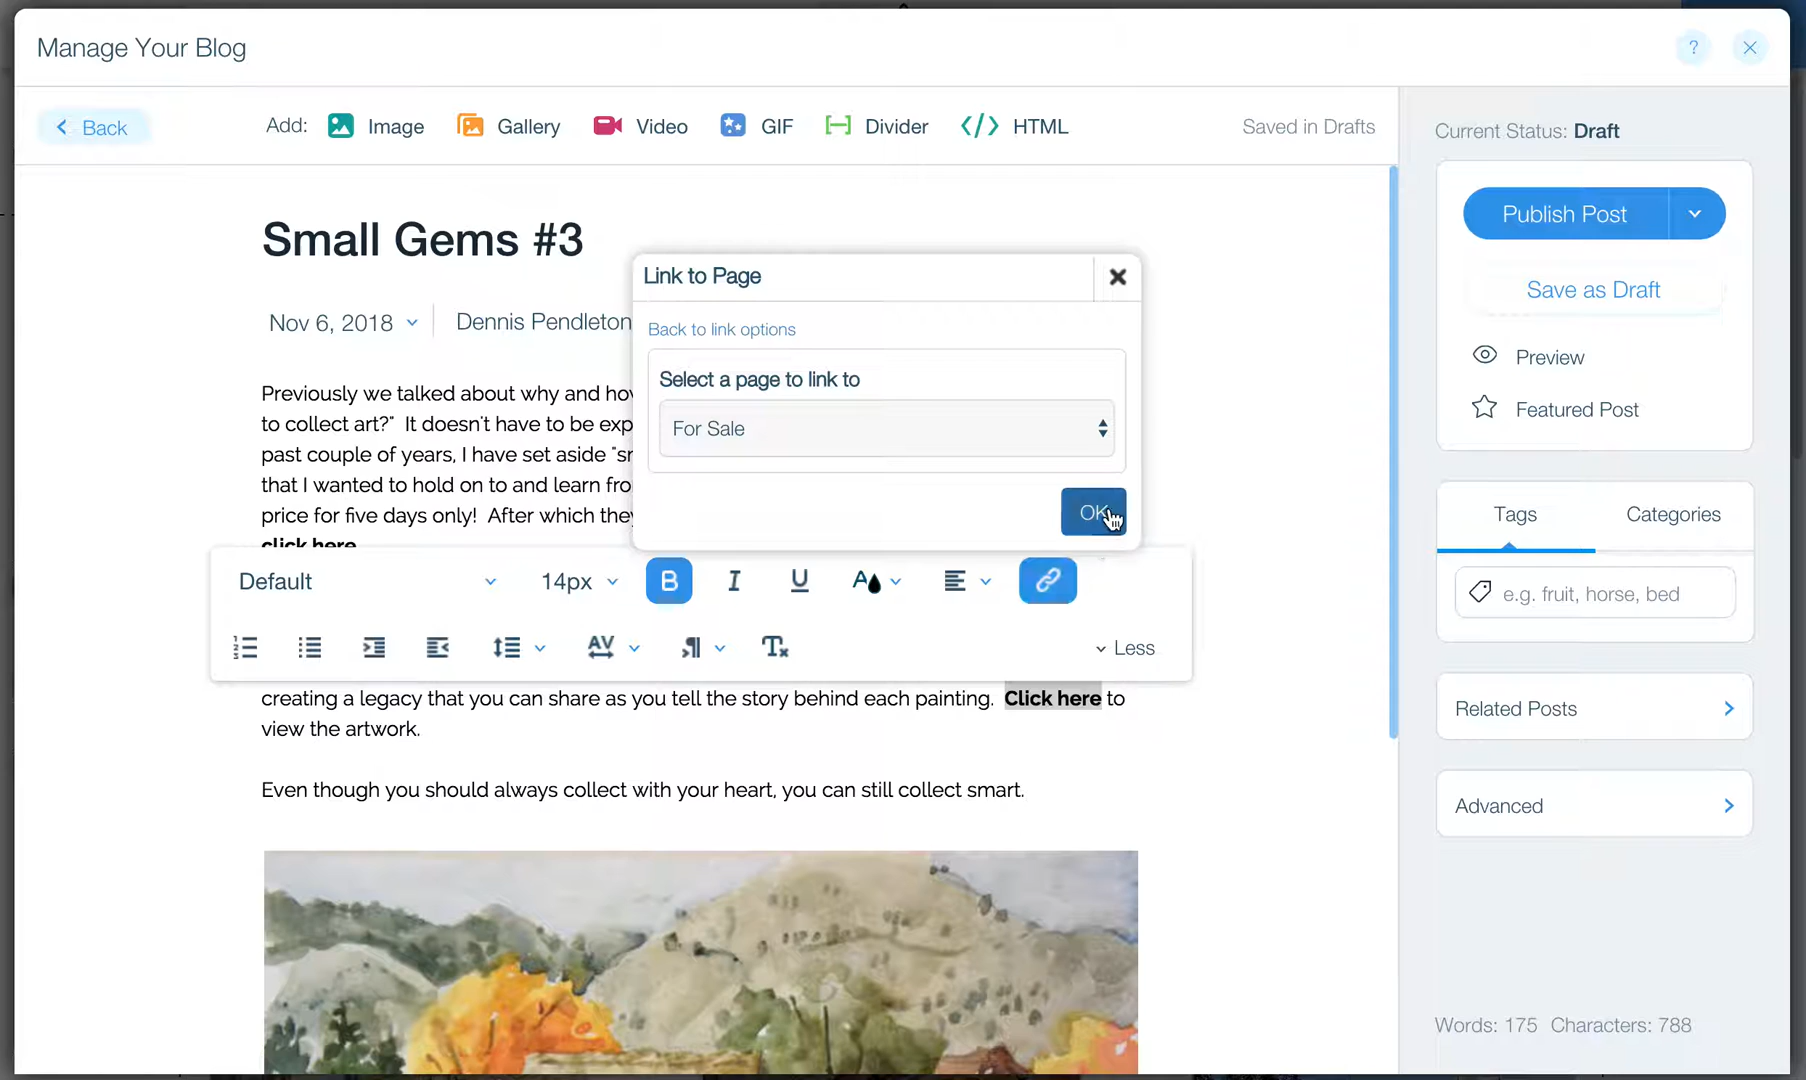 Manage Your Blog
?
Back
Add: Image Gallery Video GIF Divider HTML
Saved in Drafts
Current Status: Draft
Publish Post
Save as Draft
Preview
Featured Post
Tags Categories
e.g. fruit, horse, bed
Related Posts
Advanced
Words: 175 Characters: 788
Small Gems #3
Nov 6, 2018 Dennis Pendleton
Link to Page
Back to link options
Select a page to link to
For Sale
OK
Previously we talked about why and how
to collect art?" It doesn't have to be exp
past couple of years, I have set aside "sm
that I wanted to hold on to and learn fro
price for five days only! After which they
click here
Default 14px B I U A
AV Less
creating a legacy that you can share as you tell the story behind each painting. Click here to
view the artwork.
Even though you should always collect with your heart, you can still collect smart.